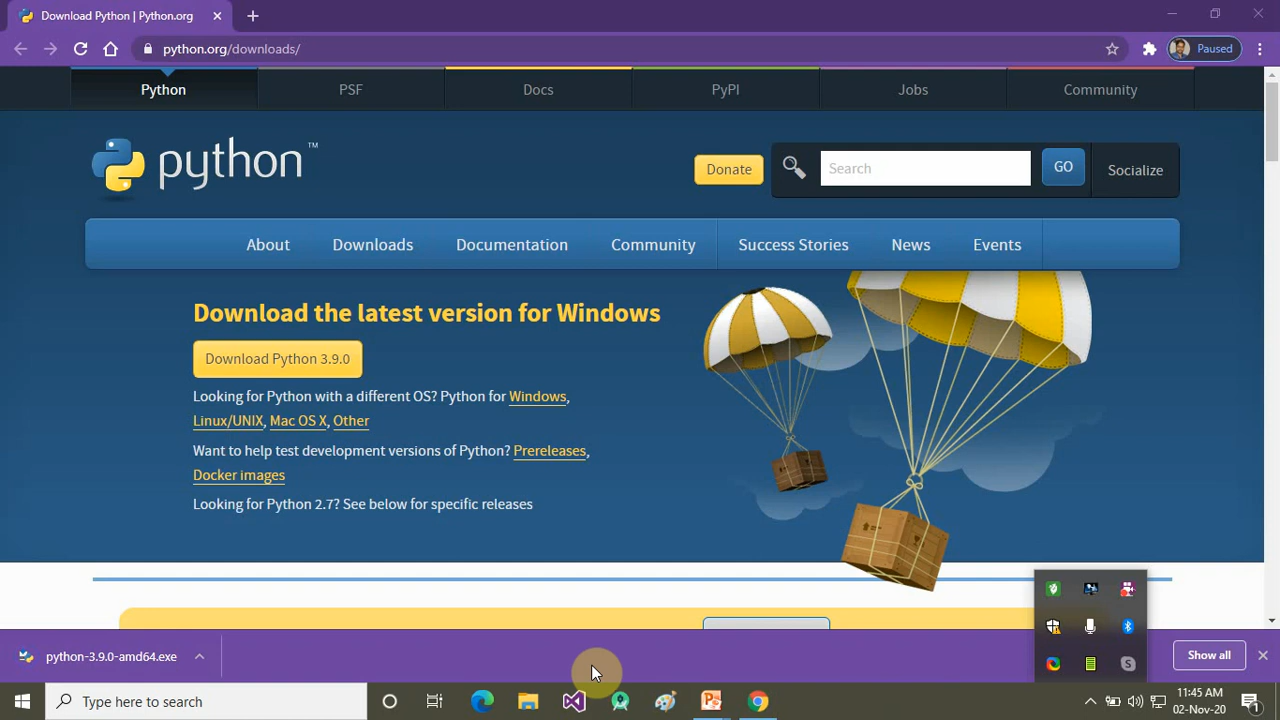 Download Python | Python.org
python.org/downloads/
Paused
Python
PSF
Docs
PyPI
Jobs
Community
python™
Donate
Search
GO
Socialize
About
Downloads
Documentation
Community
Success Stories
News
Events
Download the latest version for Windows
Download Python 3.9.0
Looking for Python with a different OS? Python for Windows,
Linux/UNIX, Mac OS X, Other
Want to help test development versions of Python? Prereleases,
Docker images
Looking for Python 2.7? See below for specific releases
python-3.9.0-amd64.exe
Show all
Type here to search
11:45 AM
02-Nov-20